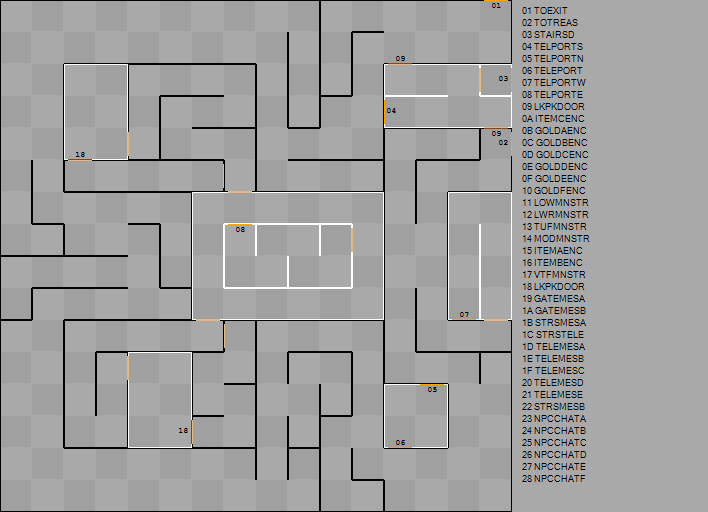 01
09
03
04
09
02
18
08
07
05
18
06
01 TOEXIT
02 TOTREAS
03 STAIRSD
04 TELPORTS
05 TELPORTN
06 TELEPORT
07 TELPORTW
08 TELPORTE
09 LKPKDOOR
0A ITEMCENC
0B GOLDAENC
0C GOLDBENC
0D GOLDCENC
0E GOLDDENC
0F GOLDEENC
10 GOLDFENC
11 LOWMNSTR
12 LWRMNSTR
13 TUFMNSTR
14 MODMNSTR
15 ITEMAENC
16 ITEMBENC
17 VTFMNSTR
18 LKPKDOOR
19 GATEMESA
1A GATEMESB
1B STRSMESA
1C STRSTELE
1D TELEMESA
1E TELEMESB
1F TELEMESC
20 TELEMESD
21 TELEMESE
22 STRSMESB
23 NPCCHATA
24 NPCCHATB
25 NPCCHATC
26 NPCCHATD
27 NPCCHATE
28 NPCCHATF